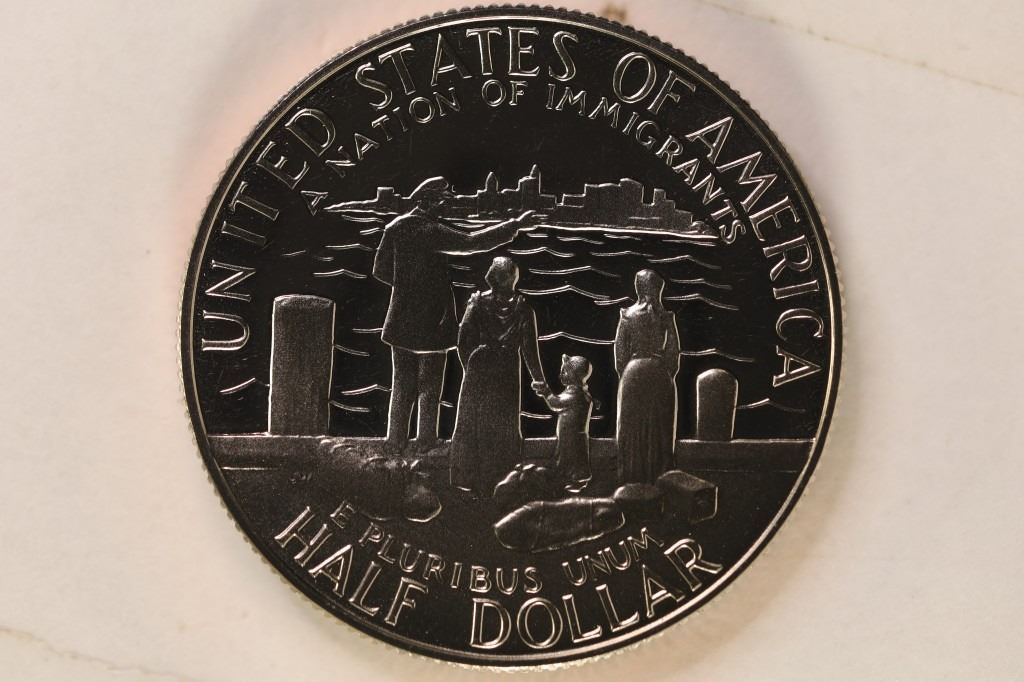 UNITED STATES OF AMERICA
A NATION OF IMMIGRANTS
E PLURIBUS UNUM
HALF DOLLAR